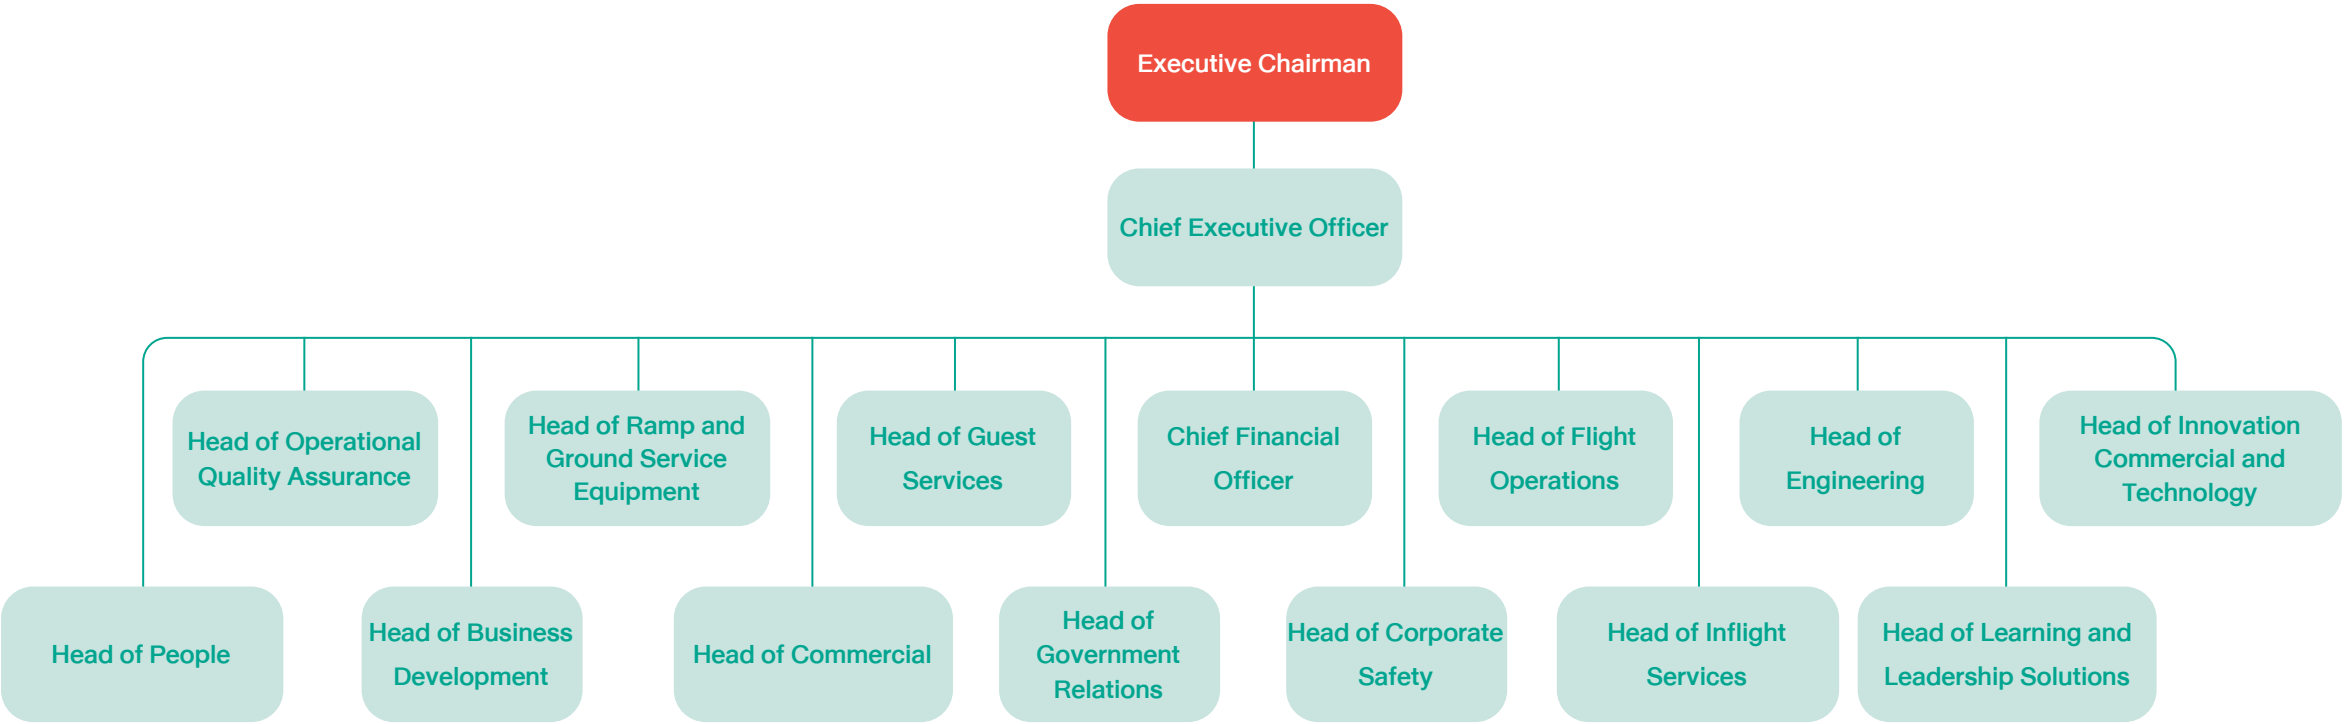 Executive Chairman
Chief Executive Officer
Head of Operational
Quality Assurance
Head of Ramp and
Ground Service
Equipment
Head of Guest
Services
Chief Financial
Officer
Head of Flight
Operations
Head of
Engineering
Head of Innovation
Commercial and
Technology
Head of People
Head of Business
Development
Head of Commercial
Head of
Government
Relations
Head of Corporate
Safety
Head of Inflight
Services
Head of Learning and
Leadership Solutions